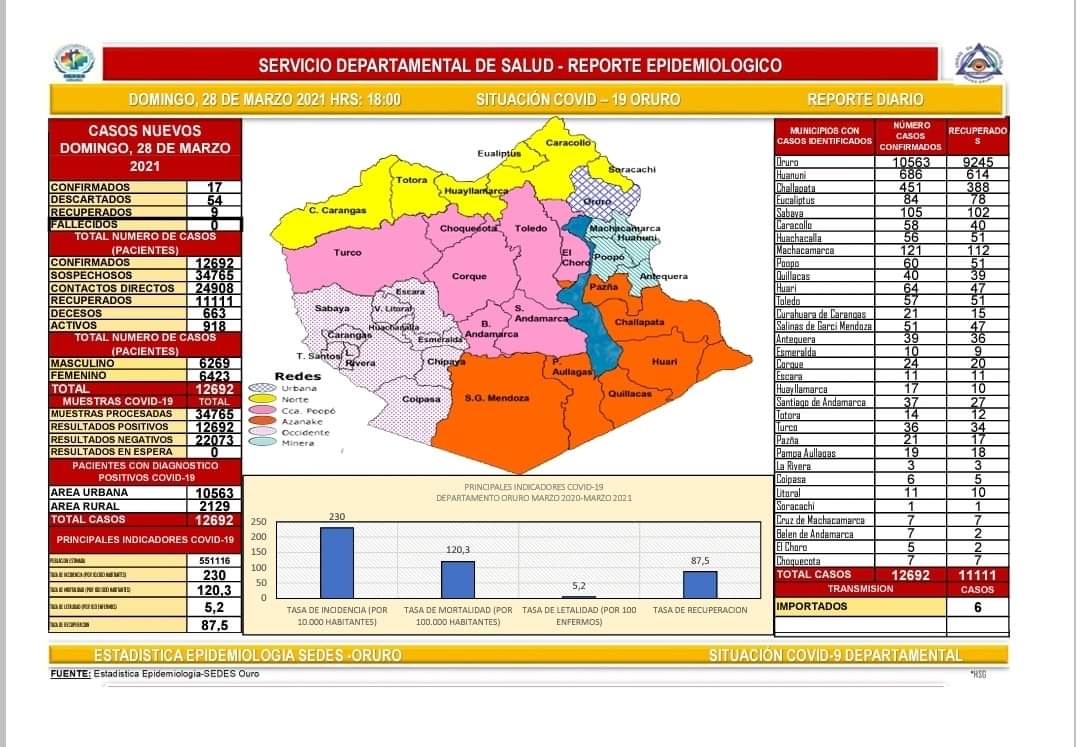 SERVICIO DEPARTAMENTAL DE SALUD - REPORTE EPIDEMIOLOGICO
DOMINGO, 28 DE MARZO 2021 HRS: 18:00 SITUACIÓN COVID – 19 ORURO REPORTE DIARIO
CASOS NUEVOS
DOMINGO, 28 DE MARZO
2021
CONFIRMADOS 17
DESCARTADOS 54
RECUPERADOS 9
FALLECIDOS 0
TOTAL NUMERO DE CASOS
(PACIENTES)
CONFIRMADOS 12692
SOSPECHOSOS 34765
CONTACTOS DIRECTOS 24908
RECUPERADOS 11111
DECESOS 663
ACTIVOS 918
TOTAL NÚMERO DE CASOS
(PACIENTES)
MASCULINO 6269
FEMENINO 6423
TOTAL 12692
MUESTRAS COVID-19 TOTAL
MUESTRAS PROCESADAS 34765
RESULTADOS POSITIVOS 12692
RESULTADOS NEGATIVOS 22073
RESULTADOS EN ESPERA 0
PACIENTES CON DIAGNOSTICO
POSITIVOS COVID-19
AREA URBANA 10563
AREA RURAL 2129
TOTAL CASOS 12692
PRINCIPALES INDICADORES COVID-19
POBLACION ESTIMADA 551116
TASA DE INCIDENCIA (POR 10.000 HABITANTES) 230
TASA DE MORTALIDAD (POR 100.000 HABITANTES) 120,3
TASA DE LETALIDAD (POR 100 ENFERMOS) 5,2
TASA DE RECUPERACION 87,5
Caracollo
Eualiptus
Soracachi
Totora
Huayllamarca
Oruro
C. Carangas
Choquecota
Toledo
Machacamarca
Huanuni
Turco
El
Choro
Poopó
Corque
Antequera
Pazña
Escara
Sabaya
V. Litoral
S.
Andamarca
Challapata
Huachacalla
B.
Andamarca
Carangas
Esmeralda
T. Santos
L.
Rivera
Chipaya
P.
Aullagas
Huari
Coipasa
S.G. Mendoza
Quillacas
Redes
Urbana
Norte
Cca. Poopó
Azanake
Occidente
Minera
PRINCIPALES INDICADORES COVID-19
DEPARTAMENTO ORURO MARZO 2020-MARZO 2021
250
200
150
100
50
0
230
120,3
5,2
87,5
TASA DE INCIDENCIA (POR
10.000 HABITANTES)
TASA DE MORTALIDAD (POR
100.000 HABITANTES)
TASA DE LETALIDAD (POR 100
ENFERMOS)
TASA DE RECUPERACION
MUNICIPIOS CON
CASOS IDENTIFICADOS
NÚMERO
CASOS
CONFIRMADOS
RECUPERADO
S
Oruro 10563 9245
Huanuni 686 614
Challapata 451 388
Eucaliptus 84 78
Sabaya 105 102
Caracollo 58 40
Huachacalla 56 51
Machacamarca 121 112
Poopo 60 51
Quillacas 40 39
Huari 64 47
Toledo 57 51
Curahuara de Carangas 21 15
Salinas de Garci Mendoza 51 47
Antequera 39 36
Esmeralda 10 9
Corque 24 20
Escara 11 11
Huayllamarca 17 10
Santiago de Andamarca 37 27
Totora 14 12
Turco 36 34
Pazña 21 17
Pampa Aullagas 19 18
La Rivera 3 3
Coipasa 6 5
Litoral 11 10
Soracachi 1 1
Cruz de Machacamarca 7 7
Belen de Andamarca 7 2
El Choro 5 2
Choquecota 7 7
TOTAL CASOS 12692 11111
TRANSMISION CASOS
IMPORTADOS 6
ESTADISTICA EPIDEMIOLOGIA SEDES -ORURO SITUACIÓN COVID-9 DEPARTAMENTAL
FUENTE: Estadistica Epidemiologia-SEDES Ouro *HSG